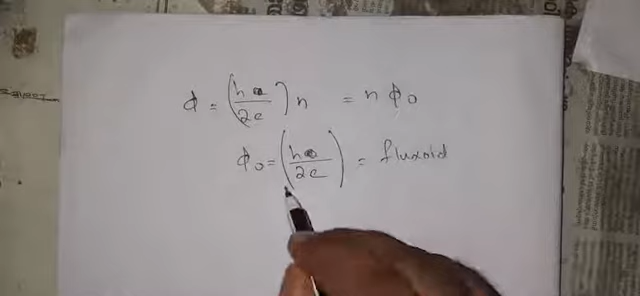 ϕ = (h/2e) n = n ϕ0
ϕ0 = (h/2e) = fluxoid